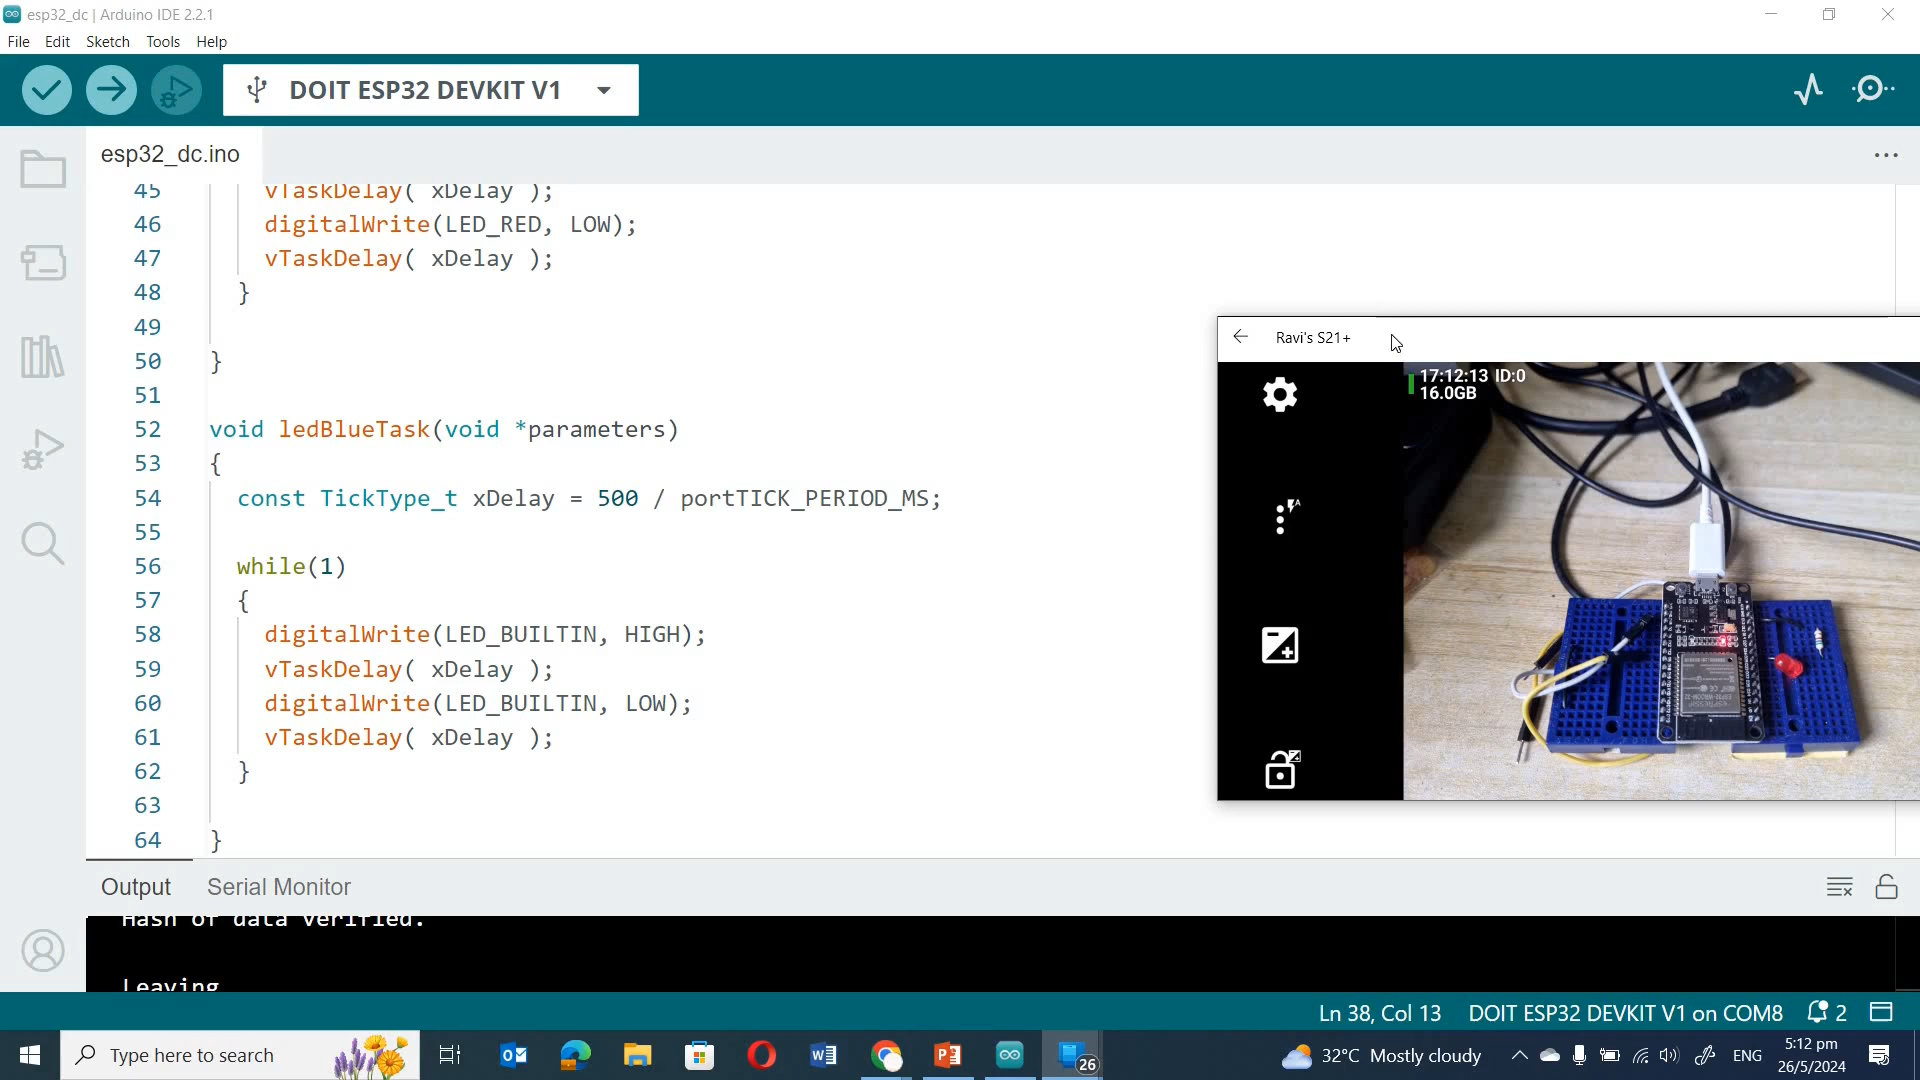 esp32_dc | Arduino IDE 2.2.1
File Edit Sketch Tools Help
DOIT ESP32 DEVKIT V1
esp32_dc.ino
45 vTaskDelay( xDelay );
46 digitalWrite(LED_RED, LOW);
47 vTaskDelay( xDelay );
48 }
49
50 }
51
52 void ledBlueTask(void *parameters)
53 {
54 const TickType_t xDelay = 500 / portTICK_PERIOD_MS;
55
56 while(1)
57 {
58 digitalWrite(LED_BUILTIN, HIGH);
59 vTaskDelay( xDelay );
60 digitalWrite(LED_BUILTIN, LOW);
61 vTaskDelay( xDelay );
62 }
63
64 }
Ravi's S21+
17:12:13 ID:0
16.0GB
Output Serial Monitor
Hash of data verified.
Leaving
Ln 38, Col 13 DOIT ESP32 DEVKIT V1 on COM8 2
Type here to search
26
32°C Mostly cloudy
ENG
5:12 pm
26/5/2024